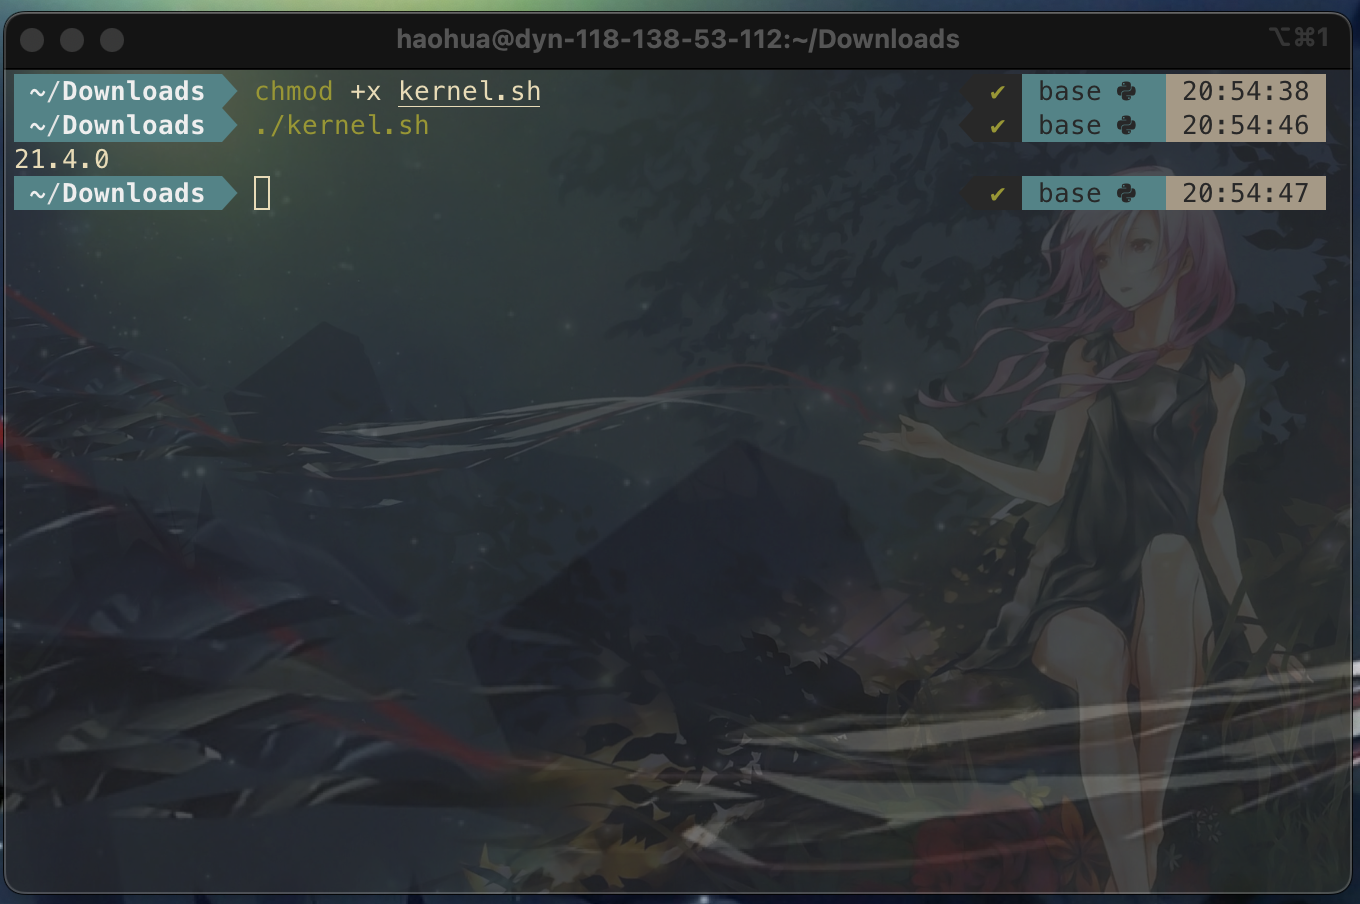 haohua@dyn-118-138-53-112:~/Downloads ⌥⌘1
~/Downloads chmod +x kernel.sh ✔ base 20:54:38
~/Downloads ./kernel.sh ✔ base 20:54:46
21.4.0
~/Downloads ✔ base 20:54:47